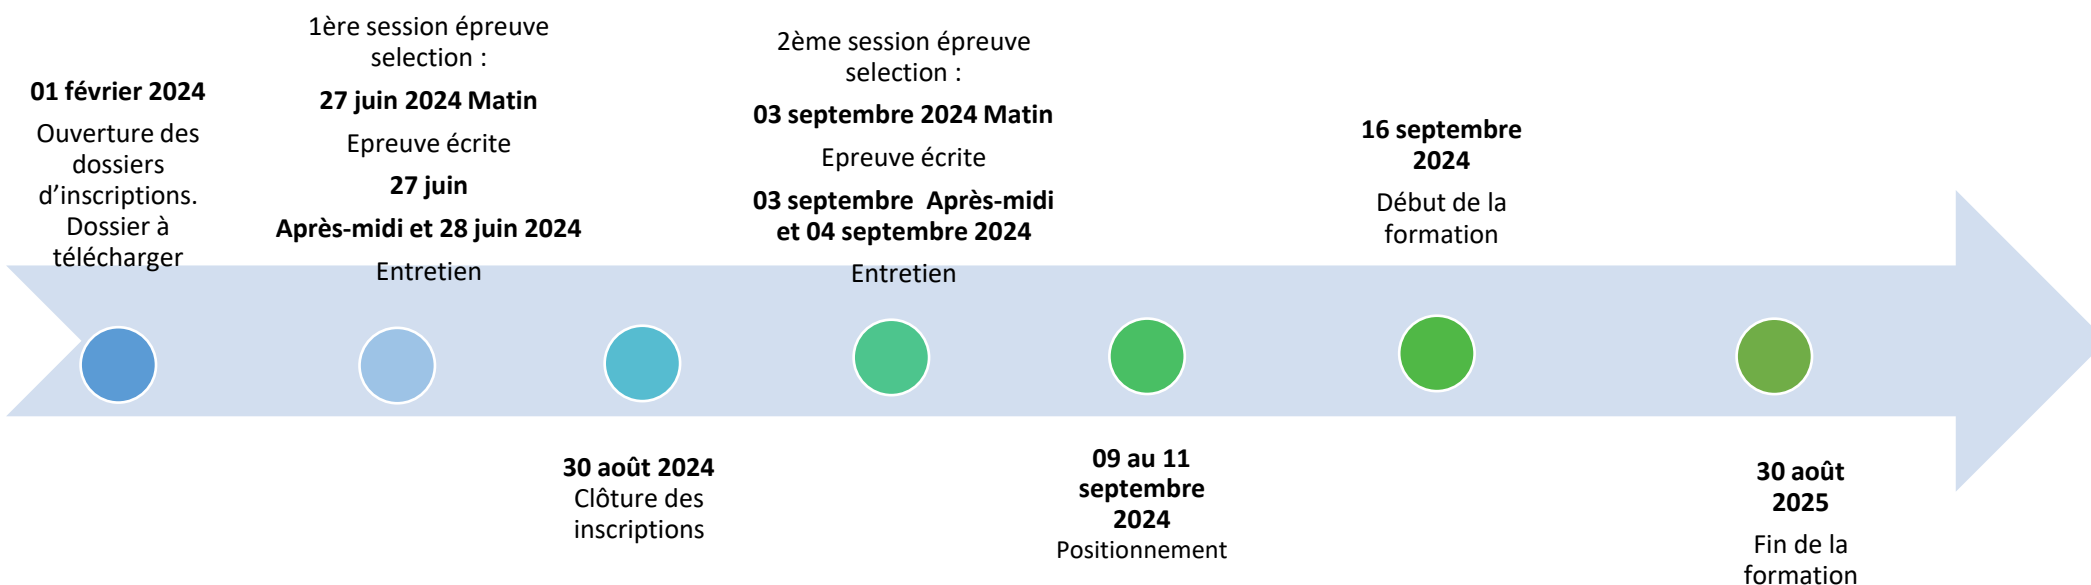 01 février 2024
Ouverture des
dossiers
d’inscriptions.
Dossier à
télécharger
1ère session épreuve
selection :
27 juin 2024 Matin
Epreuve écrite
27 juin
Après-midi et 28 juin 2024
Entretien
30 août 2024
Clôture des
inscriptions
2ème session épreuve
selection :
03 septembre 2024 Matin
Epreuve écrite
03 septembre  Après-midi
et 04 septembre 2024
Entretien
09 au 11
septembre
2024
Positionnement
16 septembre
2024
Début de la
formation
30 août
2025
Fin de la
formation